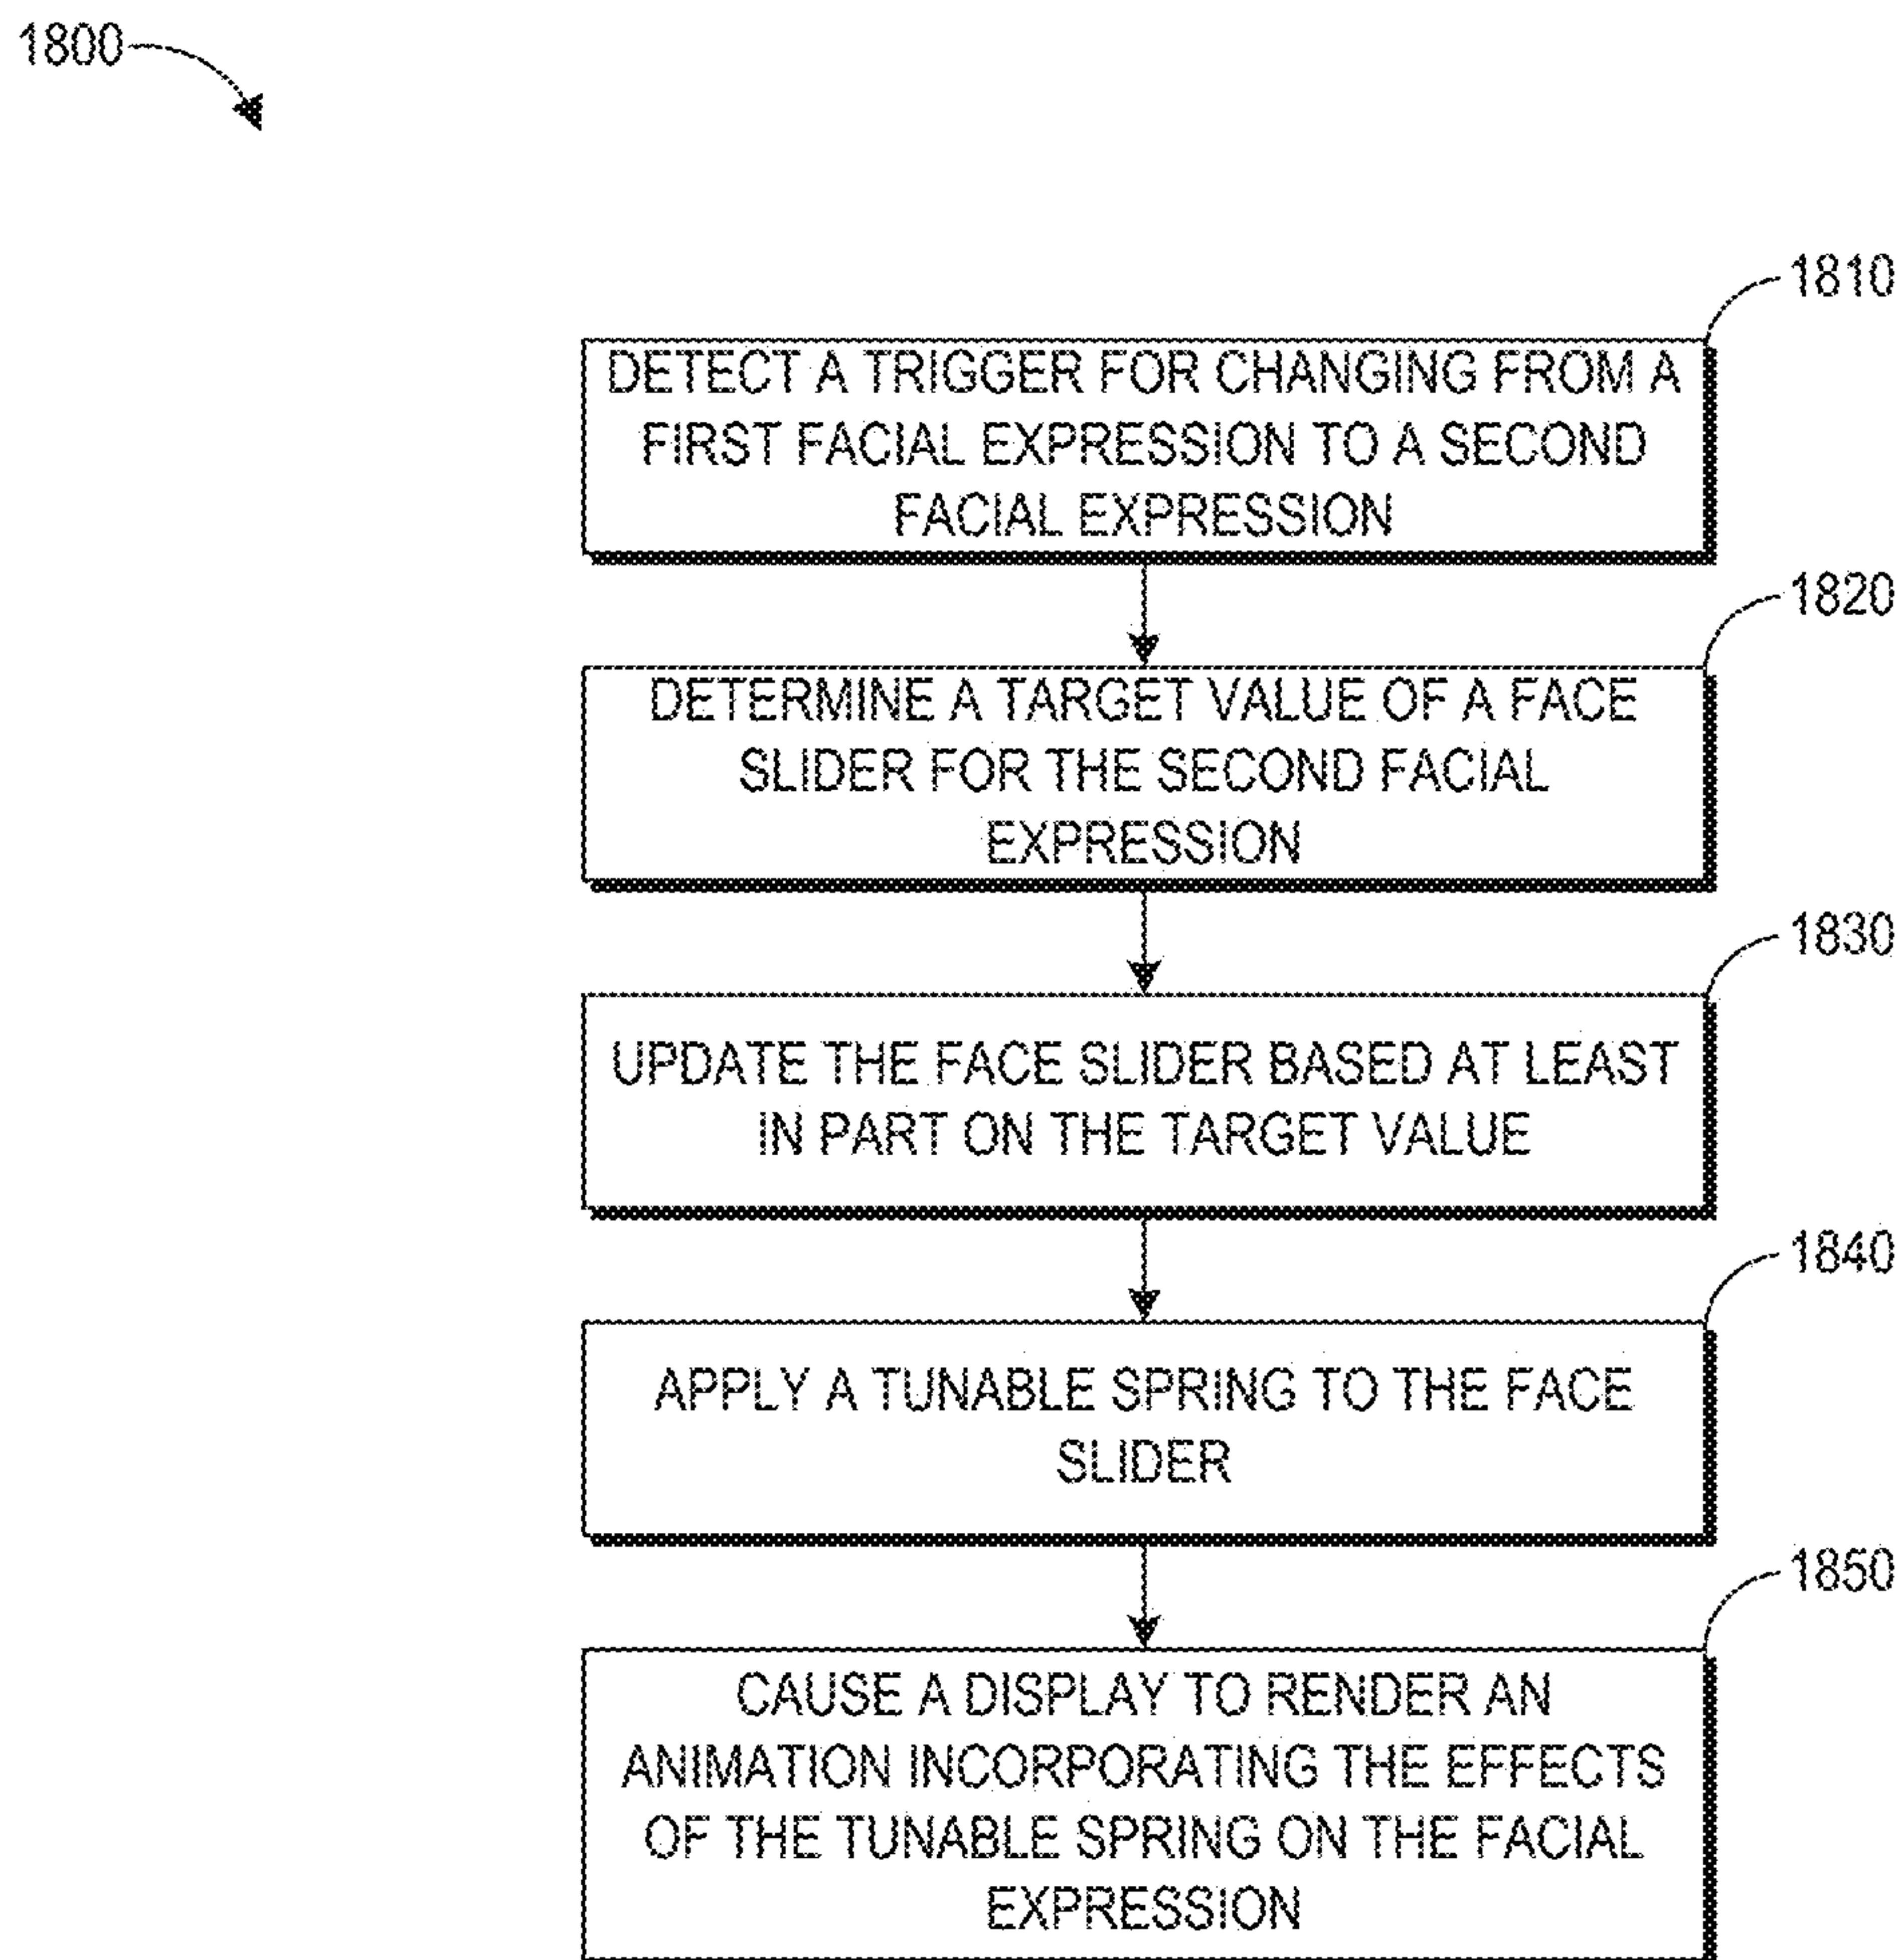 1800
1810
DETECT A TRIGGER FOR CHANGING FROM A
FIRST FACIAL EXPRESSION TO A SECOND
FACIAL EXPRESSION
1820
DETERMINE A TARGET VALUE OF A FACE
SLIDER FOR THE SECOND FACIAL
EXPRESSION
1830
UPDATE THE FACE SLIDER BASED AT LEAST
IN PART ON THE TARGET VALUE
1840
APPLY A TUNABLE SPRING TO THE FACE
SLIDER
1850
CAUSE A DISPLAY TO RENDER AN
ANIMATION INCORPORATING THE EFFECTS
OF THE TUNABLE SPRING ON THE FACIAL
EXPRESSION